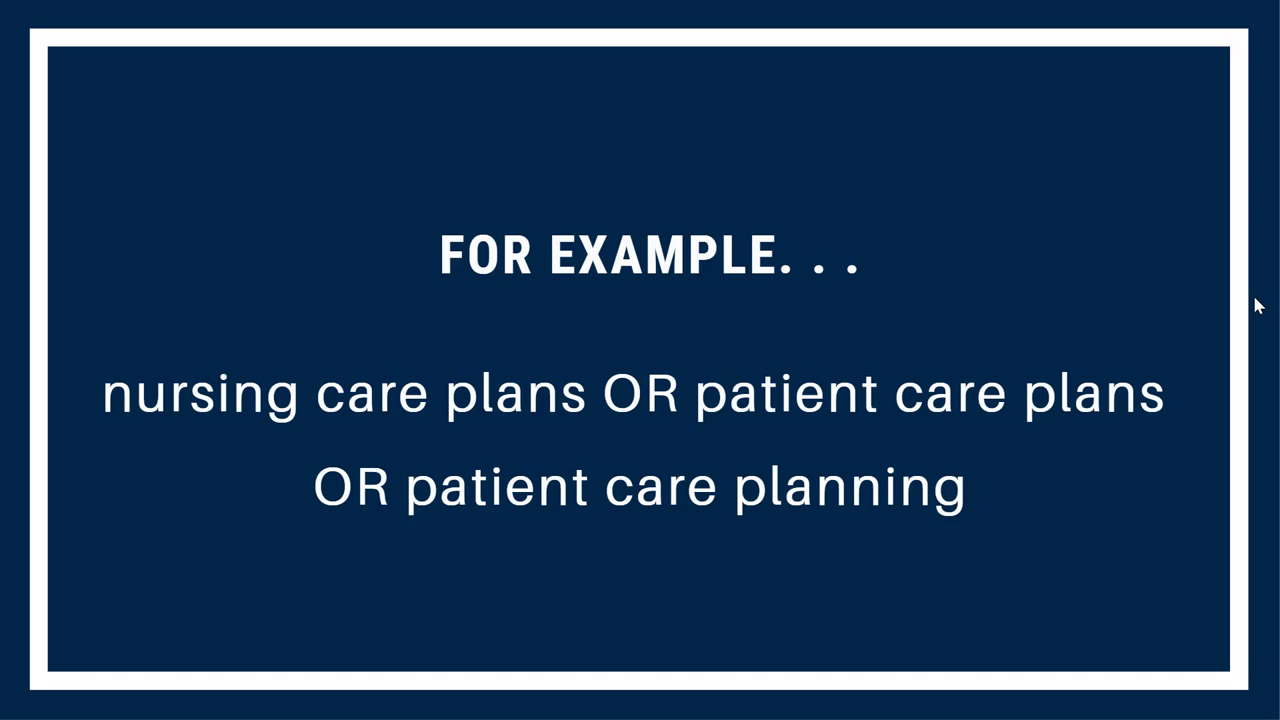 FOR EXAMPLE. . .
nursing care plans OR patient care plans
OR patient care planning